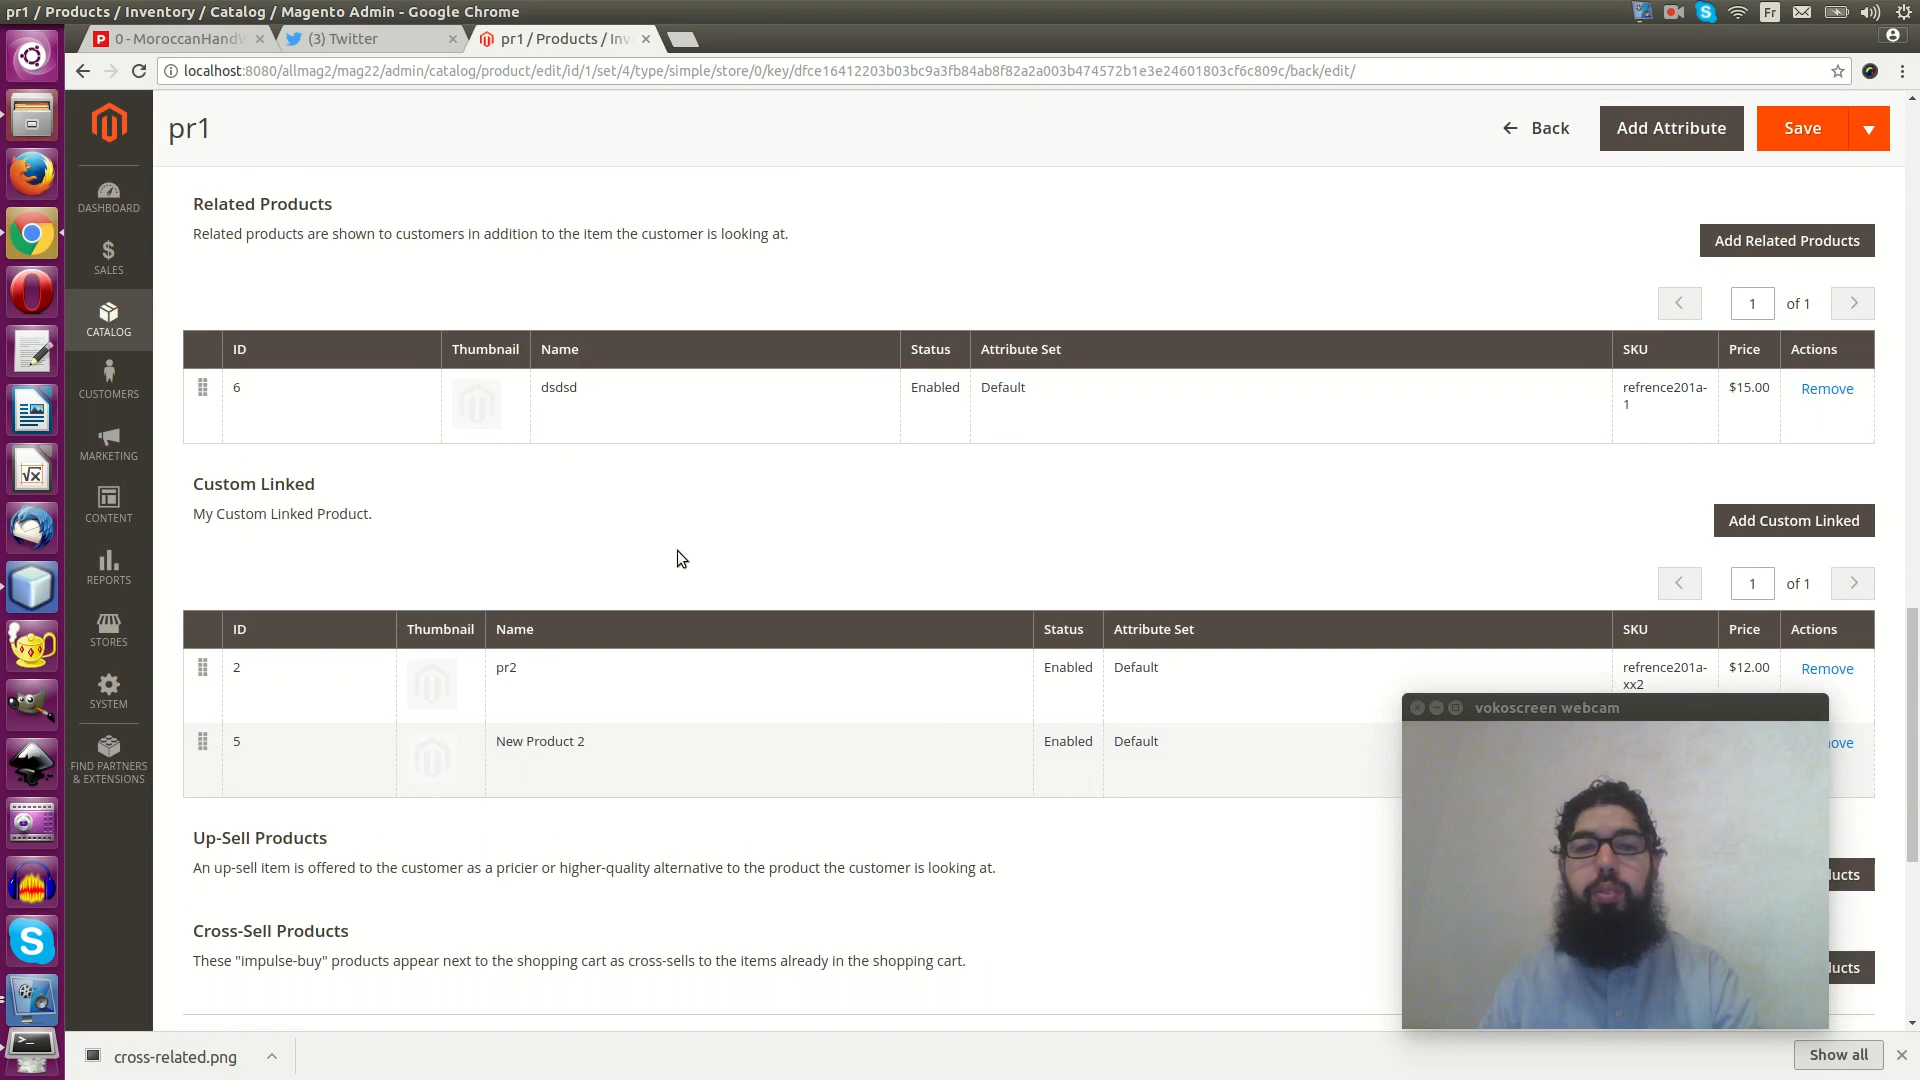 pr1 / Products / Inventory / Catalog / Magento Admin - Google Chrome
Fr
0 - MoroccanHandW
(3) Twitter
pr1 / Products / Inv
localhost:8080/allmag2/mag22/admin/catalog/product/edit/id/1/set/4/type/simple/store/0/key/dfce16412203b03bc9a3fb84ab8f82a2a003b474572b1e3e24601803cf6c809c/back/edit/
pr1
Back
Add Attribute
Save
DASHBOARD
SALES
CATALOG
CUSTOMERS
MARKETING
CONTENT
REPORTS
STORES
SYSTEM
FIND PARTNERS
& EXTENSIONS
Related Products
Related products are shown to customers in addition to the item the customer is looking at.
Add Related Products
1 of 1
ID Thumbnail Name Status Attribute Set SKU Price Actions
6 dsdsd Enabled Default refrence201a- $15.00 Remove
1
Custom Linked
My Custom Linked Product.
Add Custom Linked
1 of 1
ID Thumbnail Name Status Attribute Set SKU Price Actions
2 pr2 Enabled Default refrence201a- $12.00 Remove
xx2
vokoscreen webcam
5 New Product 2 Enabled Default ove
Up-Sell Products
An up-sell item is offered to the customer as a pricier or higher-quality alternative to the product the customer is looking at.
ucts
Cross-Sell Products
These "impulse-buy" products appear next to the shopping cart as cross-sells to the items already in the shopping cart.
ucts
cross-related.png
Show all